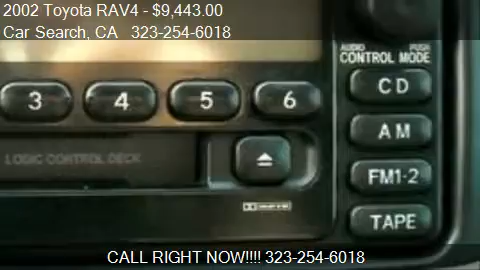 2002 Toyota RAV4 - $9,443.00
Car Search, CA 323-254-6018
AUDIO PUSH
CONTROL MODE
3 4 5 6
CD
AM
LOGIC CONTROL DECK
FM1·2
TAPE
CALL RIGHT NOW!!!! 323-254-6018